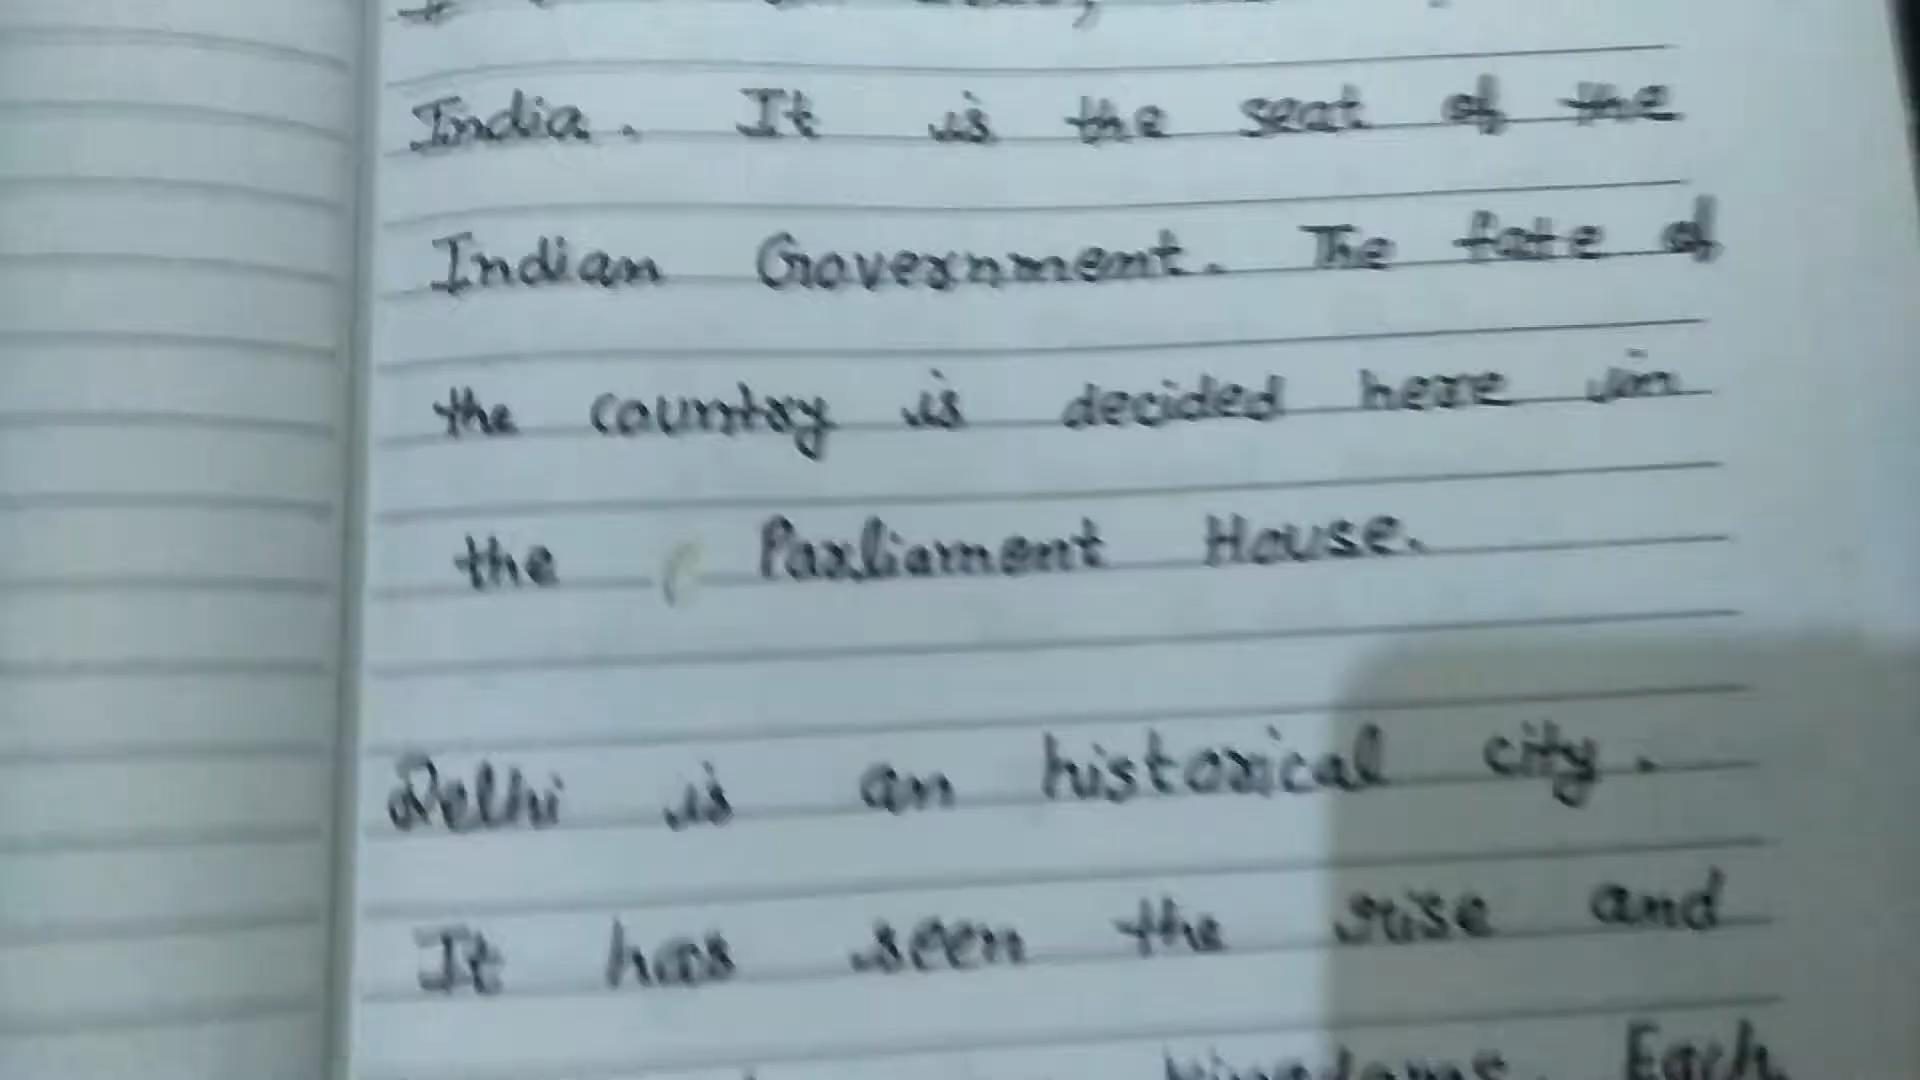 India. It is the seat of the
Indian Government. The fate of
the country is decided here in
the Parliament House.
Delhi is an historical city.
It has seen the rise and
kingdoms. Each